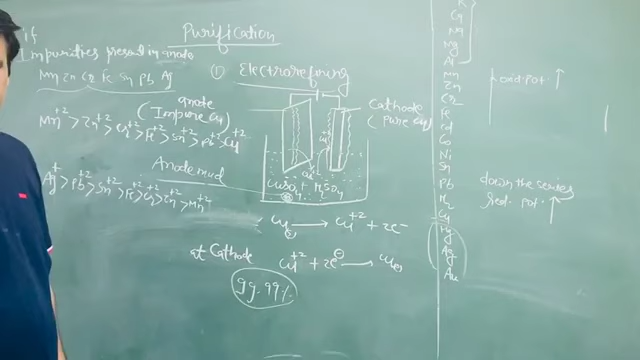 Purification
if
Impurities present in anode
Mn Zn Cr Fe Sn Pb Ag
① Electrorefining
anode
(Impure Cu)
Cathode
(Pure Cu)
Mn+2 > Zn+2 > Cr+2 > Fe+2 > Sn+2 > Pb+2 > Cu+2
Anode mud
CuSO4 + H2SO4
Ag+ > Pb+2 > Sn+2 > Fe+2 > Cr+2 > Zn+2 > Mn+2
Cu(s) → Cu+2 + 2e−
at Cathode
Cu+2 + 2e⊖ → Cu(s)
99.99%
K
Ca
Na
Mg
Al
Mn
Zn
Cr
Fe
Cd
Co
Ni
Sn
Pb
H2
Cu
Hg
Ag
Au
oxid pot. ↑
down the series
Red. pot. ↑